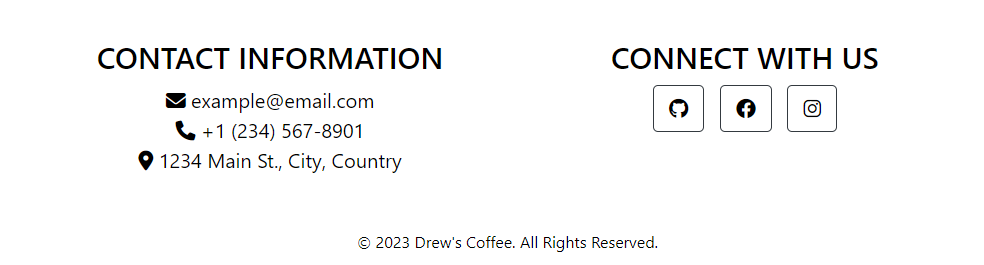 CONTACT INFORMATION
example@email.com
+1 (234) 567-8901
1234 Main St., City, Country
CONNECT WITH US
© 2023 Drew's Coffee. All Rights Reserved.